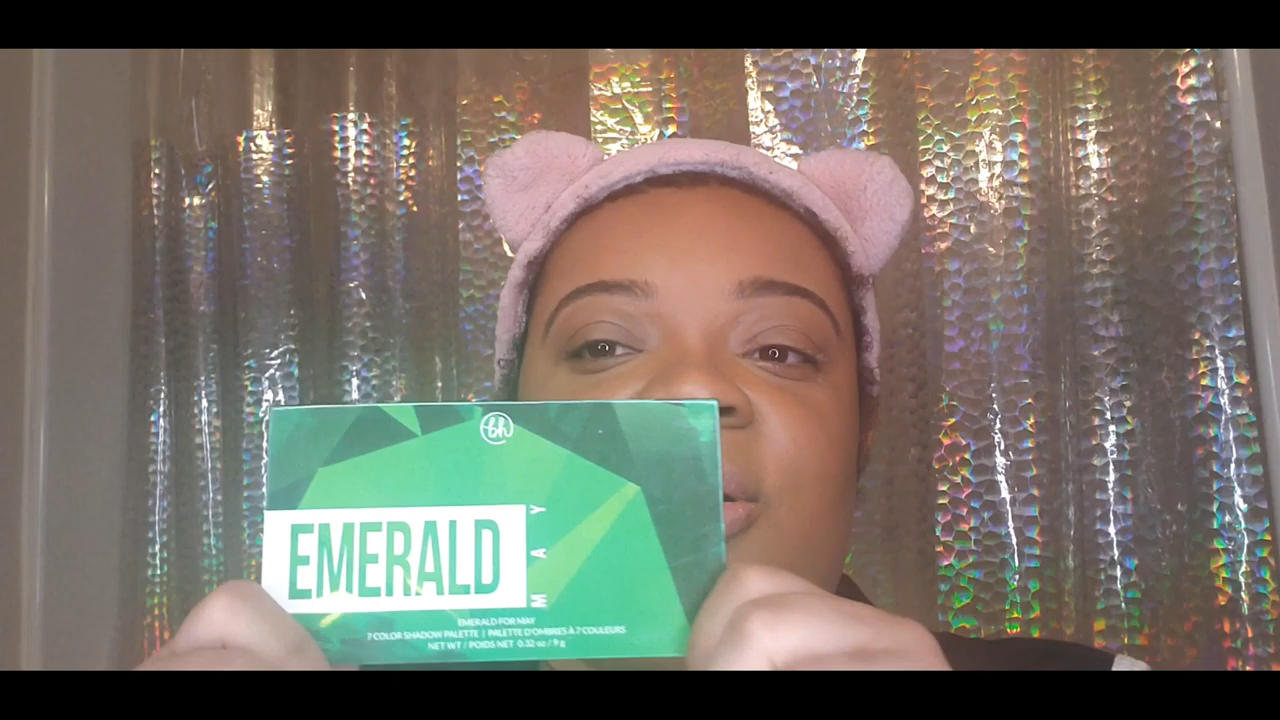 bh
EMERALD
MAY
EMERALD FOR MAY
7 COLOR SHADOW PALETTE | PALETTE D'OMBRES À 7 COULEURS
NET WT / POIDS NET 0.32 oz / 9 g